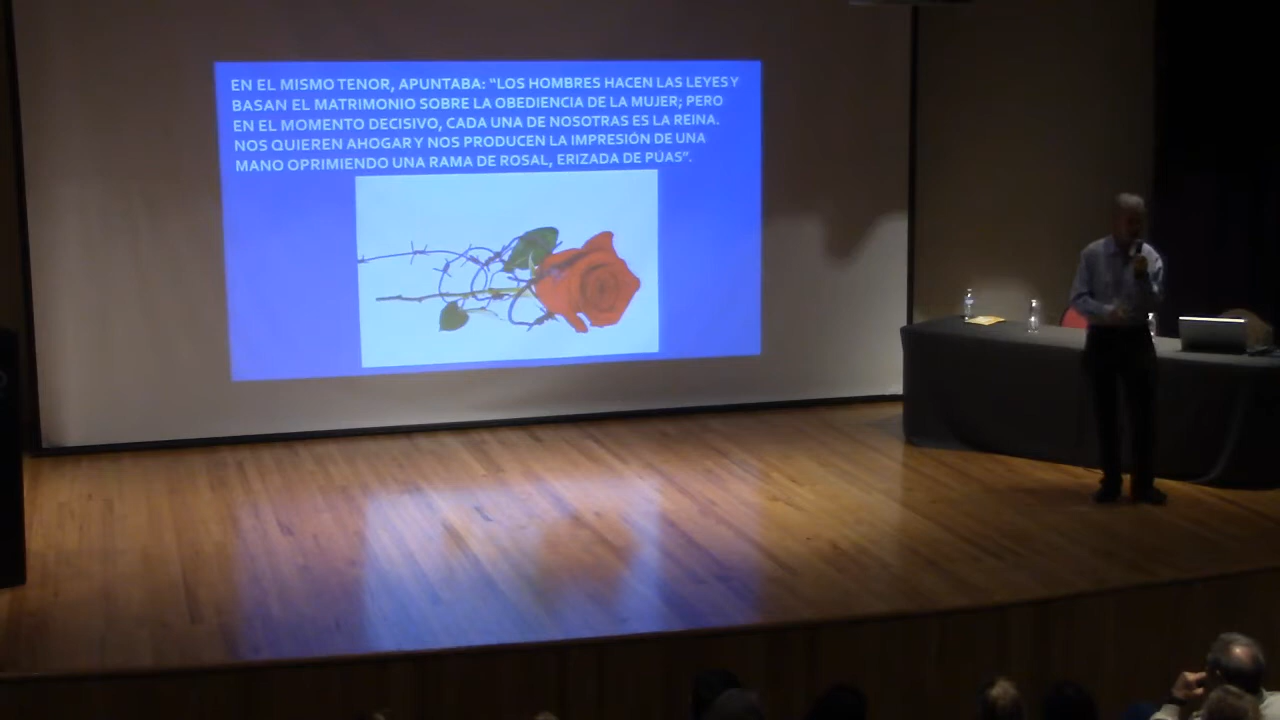 EN EL MISMO TENOR, APUNTABA: “LOS HOMBRES HACEN LAS LEYES Y
BASAN EL MATRIMONIO SOBRE LA OBEDIENCIA DE LA MUJER; PERO
EN EL MOMENTO DECISIVO, CADA UNA DE NOSOTRAS ES LA REINA.
NOS QUIEREN AHOGAR Y NOS PRODUCEN LA IMPRESIÓN DE UNA
MANO OPRIMIENDO UNA RAMA DE ROSAL, ERIZADA DE PÚAS”.